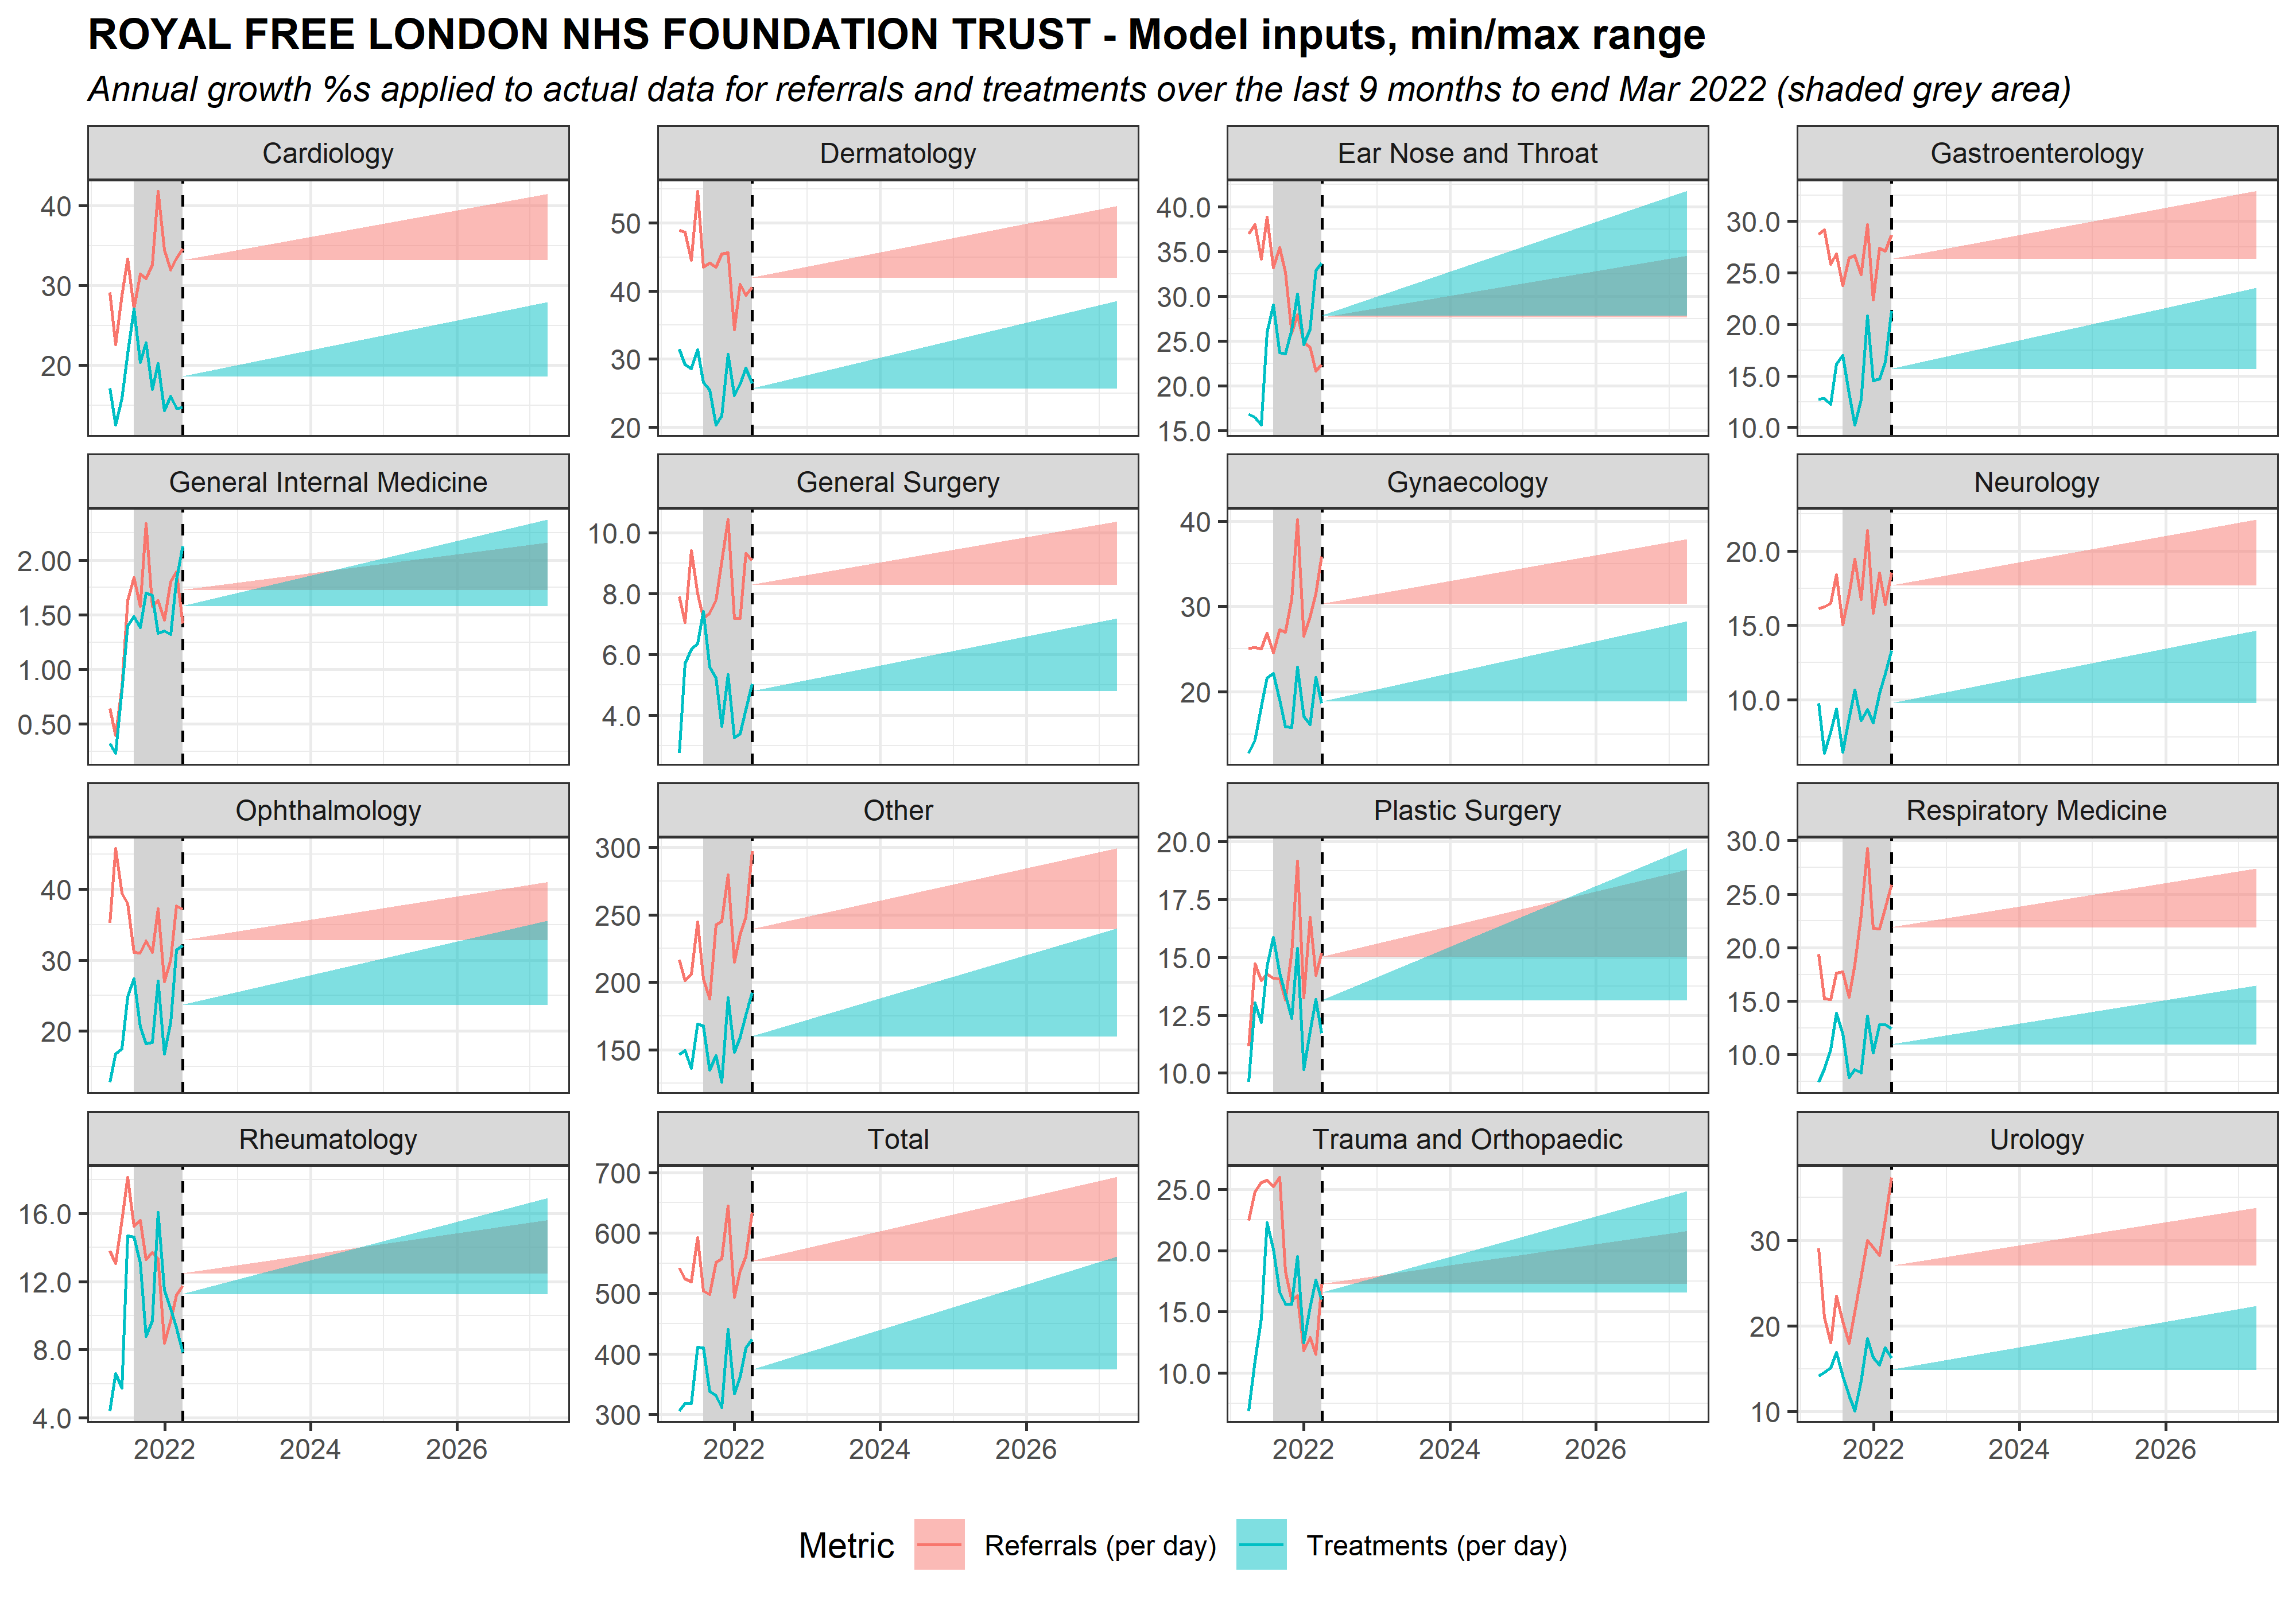 ROYAL FREE LONDON NHS FOUNDATION TRUST - Model inputs, min/max range
Annual growth %s applied to actual data for referrals and treatments over the last 9 months to end Mar 2022 (shaded grey area)
Cardiology
40
30
20
Dermatology
50
40
30
20
Ear Nose and Throat
40.0
35.0
30.0
25.0
20.0
15.0
Gastroenterology
30.0
25.0
20.0
15.0
10.0
General Internal Medicine
2.00
1.50
1.00
0.50
General Surgery
10.0
8.0
6.0
4.0
Gynaecology
40
30
20
Neurology
20.0
15.0
10.0
Ophthalmology
40
30
20
Other
300
250
200
150
Plastic Surgery
20.0
17.5
15.0
12.5
10.0
Respiratory Medicine
30.0
25.0
20.0
15.0
10.0
Rheumatology
16.0
12.0
8.0
4.0
2022 2024 2026
Total
700
600
500
400
300
2022 2024 2026
Trauma and Orthopaedic
25.0
20.0
15.0
10.0
2022 2024 2026
Urology
30
20
10
2022 2024 2026
Metric Referrals (per day) Treatments (per day)